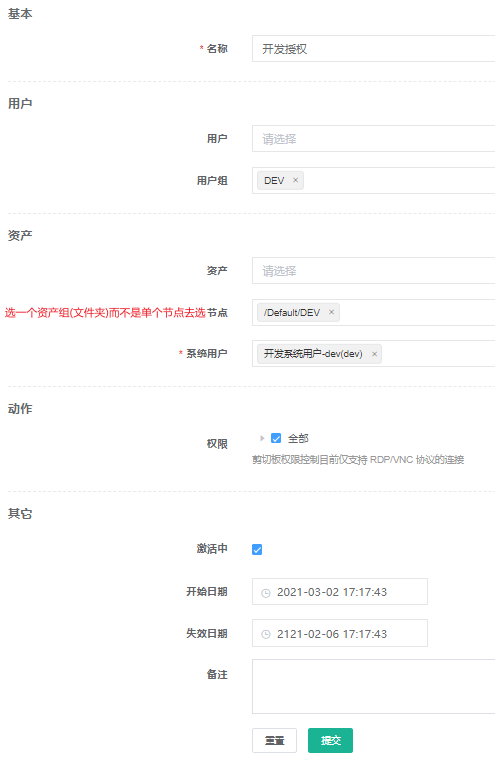 基本
* 名称 开发授权
用户
用户 请选择
用户组 DEV ×
资产
资产 请选择
选一个资产组(文件夹)而不是单个节点去选 节点 /Default/DEV ×
* 系统用户 开发系统用户-dev(dev) ×
动作
权限 全部
剪切板权限控制目前仅支持 RDP/VNC 协议的连接
其它
激活中
开始日期 2021-03-02 17:17:43
失效日期 2121-02-06 17:17:43
备注
重置 提交